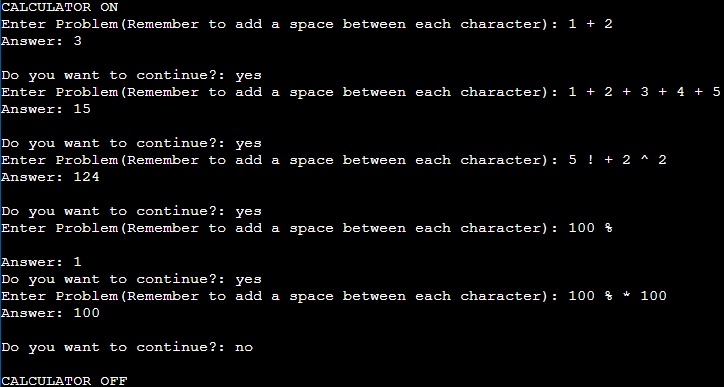 CALCULATOR ON
Enter Problem(Remember to add a space between each character): 1 + 2
Answer: 3
Do you want to continue?: yes
Enter Problem(Remember to add a space between each character): 1 + 2 + 3 + 4 + 5
Answer: 15
Do you want to continue?: yes
Enter Problem(Remember to add a space between each character): 5 ! + 2 ^ 2
Answer: 124
Do you want to continue?: yes
Enter Problem(Remember to add a space between each character): 100 %
Answer: 1
Do you want to continue?: yes
Enter Problem(Remember to add a space between each character): 100 % * 100
Answer: 100
Do you want to continue?: no
CALCULATOR OFF